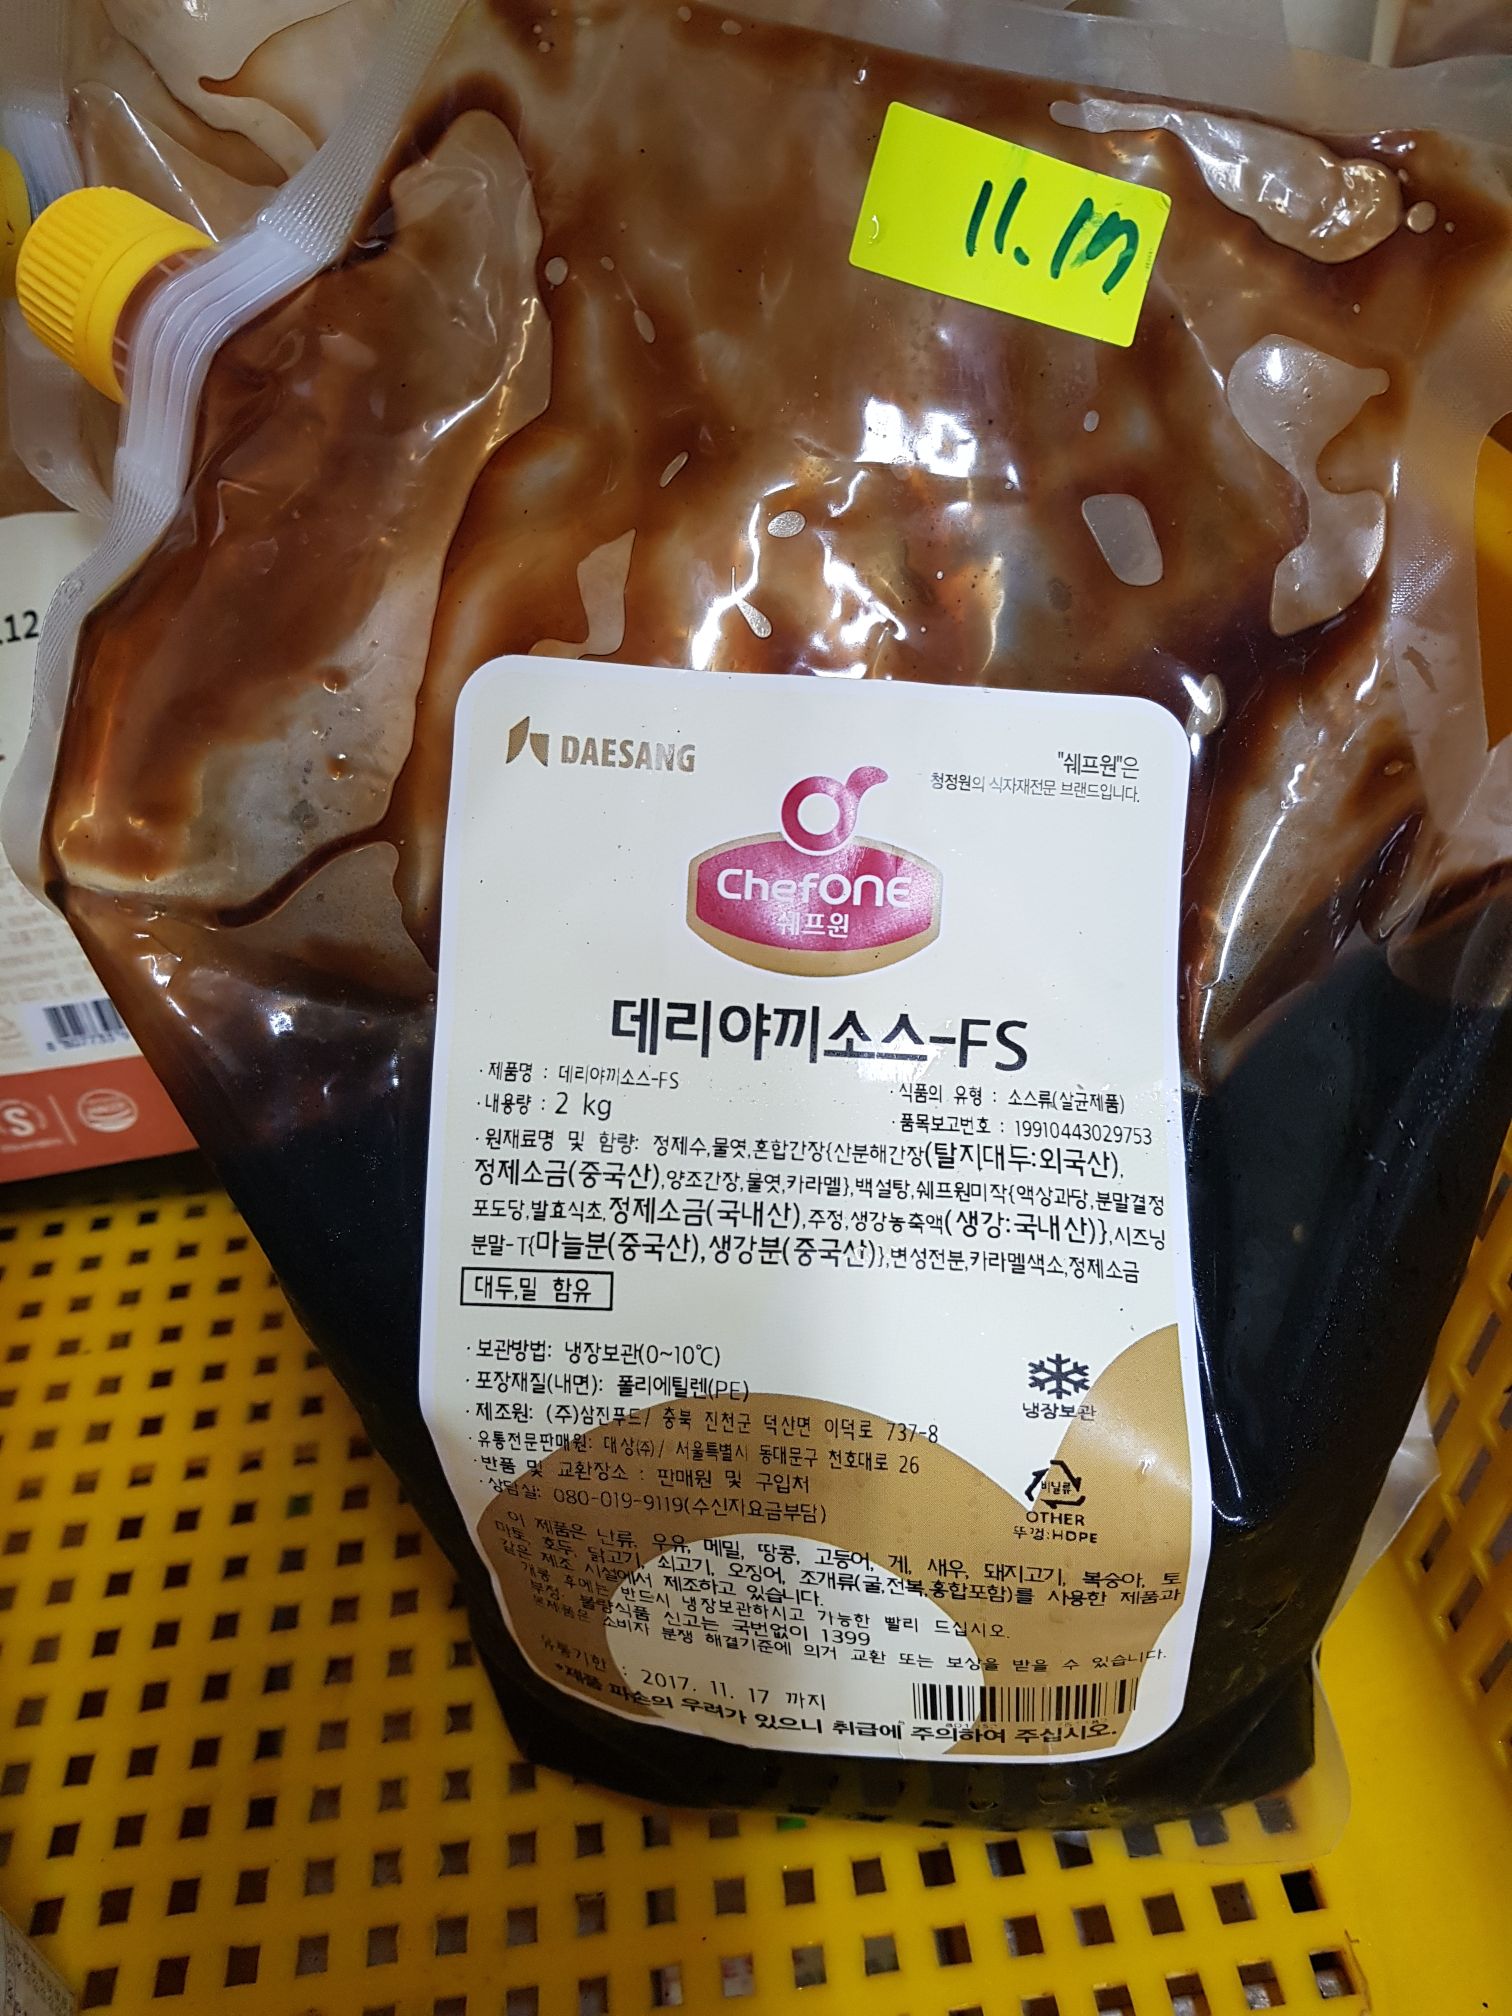 11.17
.12
DAESANG
"쉐프원"은
청정원의 식자재전문 브랜드입니다.
ChefONE
쉐프원
데리야끼소스-FS
· 제품명 : 데리야끼소스-FS
· 식품의 유형 : 소스류(살균제품)
· 내용량 : 2 kg
· 품목보고번호 : 19910443029753
· 원재료명 및 함량: 정제수,물엿,혼합간장{산분해간장(탈지대두:외국산),
정제소금(중국산),양조간장,물엿,카라멜},백설탕,쉐프원미작{액상과당,분말결정
포도당,발효식초,정제소금(국내산),주정,생강농축액(생강:국내산)},시즈닝
분말-T{마늘분(중국산),생강분(중국산)},변성전분,카라멜색소,정제소금
대두,밀 함유
· 보관방법: 냉장보관(0~10℃)
· 포장재질(내면): 폴리에틸렌(PE)
· 제조원: (주)삼진푸드/ 충북 진천군 덕산면 이덕로 737-8
· 유통전문판매원: 대상㈜/ 서울특별시 동대문구 천호대로 26
· 반품 및 교환장소 : 판매원 및 구입처
· 상담실: 080-019-9119(수신자요금부담)
냉장보관
비닐류
OTHER
뚜껑:HDPE
이 제품은 난류, 우유, 메밀, 땅콩, 고등어, 게, 새우, 돼지고기, 복숭아, 토
마토, 호두, 닭고기, 쇠고기, 오징어, 조개류(굴,전복,홍합포함)를 사용한 제품과
같은 제조 시설에서 제조하고 있습니다.
개봉 후에는 반드시 냉장보관하시고 가능한 빨리 드십시오.
부정· 불량식품 신고는 국번없이 1399
본제품은 소비자 분쟁 해결기준에 의거 교환 또는 보상을 받을 수 있습니다.
유통기한 : 2017. 11. 17 까지
*제품 파손의 우려가 있으니 취급에 주의하여 주십시오.
S